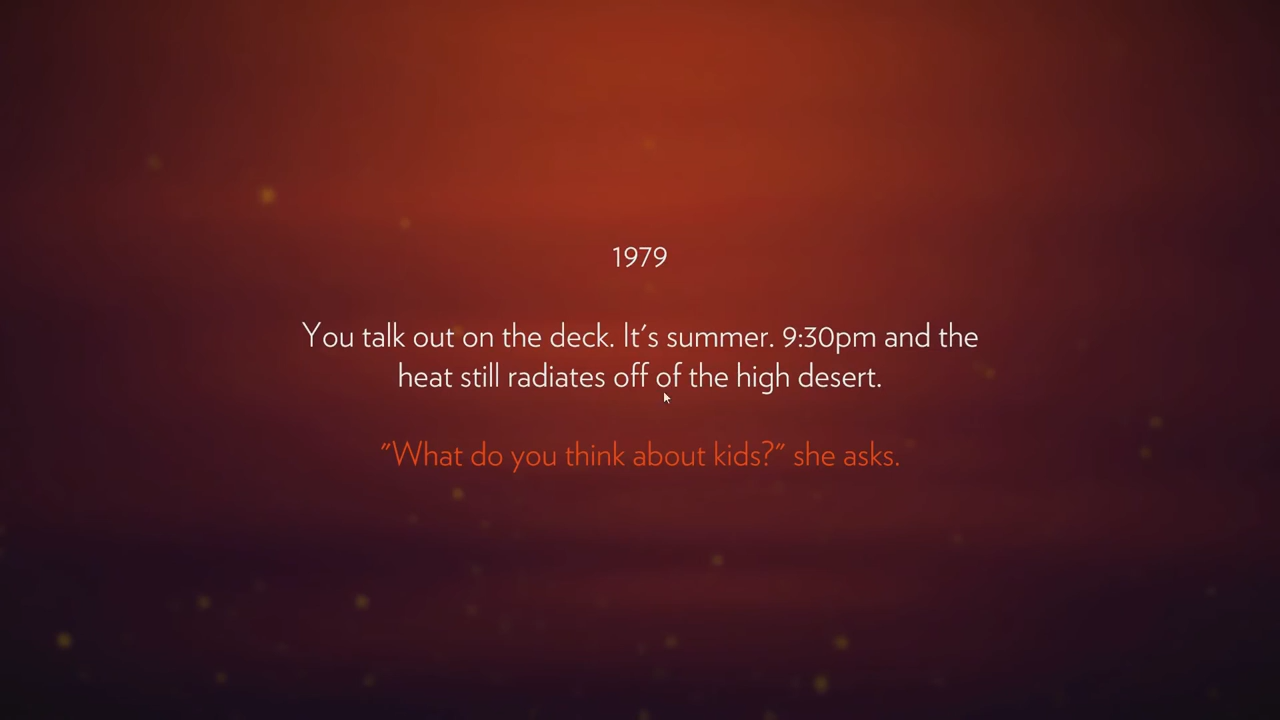 1979
You talk out on the deck. It's summer. 9:30pm and the
heat still radiates off of the high desert.
"What do you think about kids?" she asks.